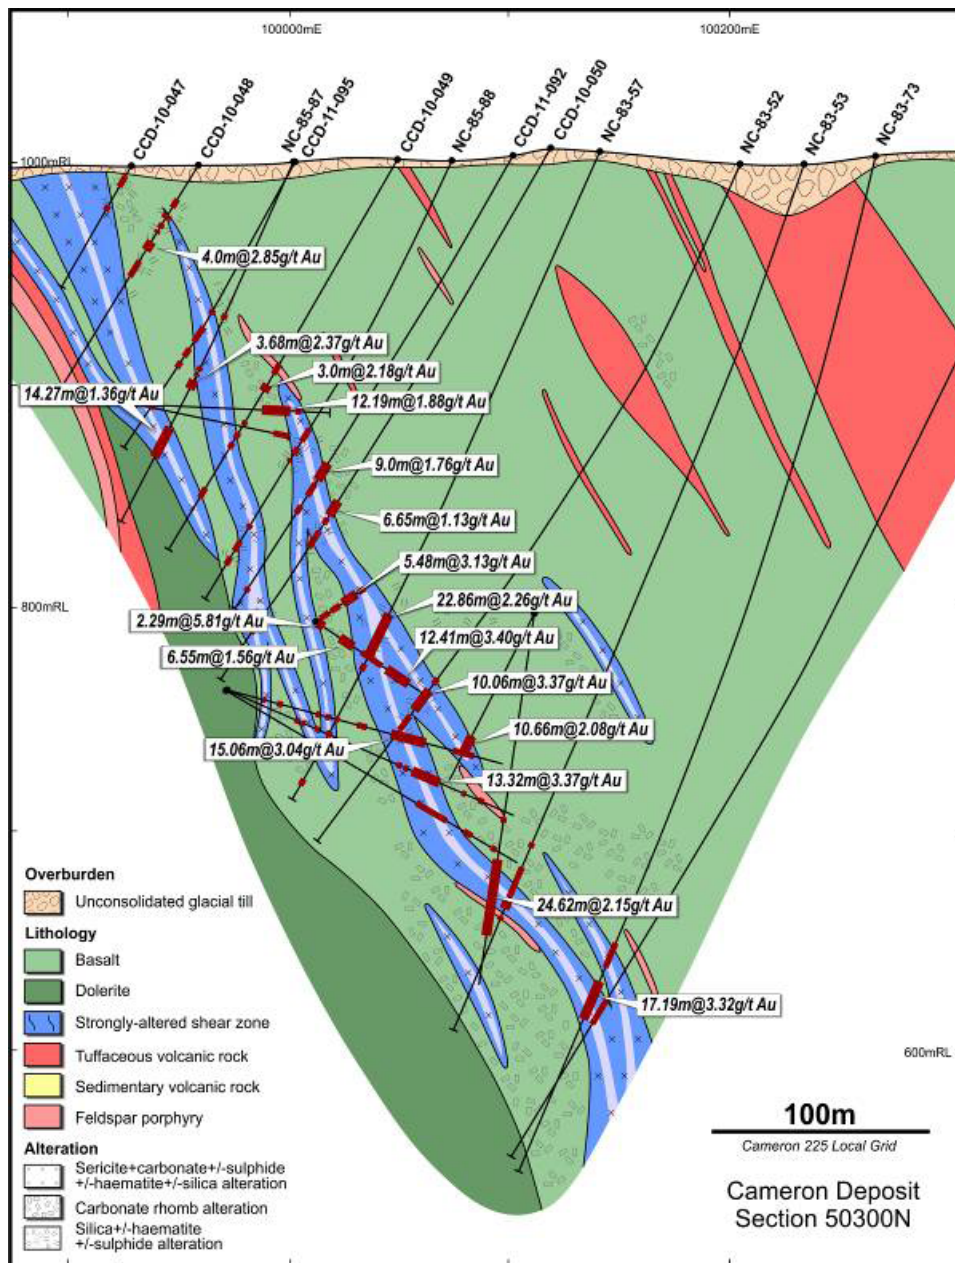 100000mE
100200mE
CCD-10-047
CCD-10-048
NC-85-87
CCD-11-095
CCD-10-049
NC-85-88
CCD-11-092
CCD-10-050
NC-83-57
NC-83-52
NC-83-53
NC-83-73
1000mRL
4.0m@2.85g/t Au
3.68m@2.37g/t Au
3.0m@2.18g/t Au
14.27m@1.36g/t Au
12.19m@1.88g/t Au
9.0m@1.76g/t Au
6.65m@1.13g/t Au
5.48m@3.13g/t Au
800mRL
22.86m@2.26g/t Au
2.29m@5.81g/t Au
12.41m@3.40g/t Au
6.55m@1.56g/t Au
10.06m@3.37g/t Au
10.66m@2.08g/t Au
15.06m@3.04g/t Au
13.32m@3.37g/t Au
24.62m@2.15g/t Au
17.19m@3.32g/t Au
600mRL
Overburden
Unconsolidated glacial till
Lithology
Basalt
Dolerite
Strongly-altered shear zone
Tuffaceous volcanic rock
Sedimentary volcanic rock
Feldspar porphyry
Alteration
Sericite+carbonate+/-sulphide
+/-haematite+/-silica alteration
Carbonate rhomb alteration
Silica+/-haematite
+/-sulphide alteration
100m
Cameron 225 Local Grid
Cameron Deposit
Section 50300N